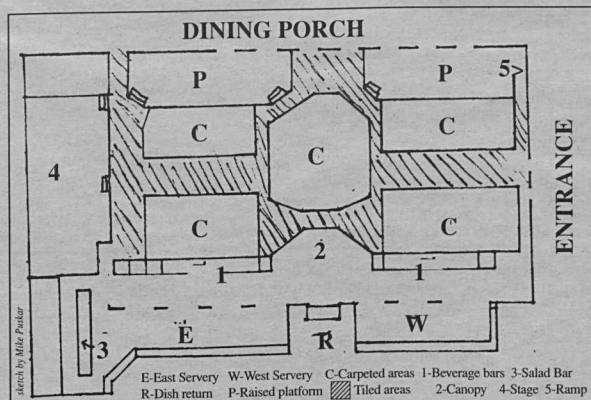 DINING PORCH
P
P
5>
C
C
C
4
ENTRANCE
C
C
2
1
1
3
E
R
W
sketch by Mike Puskar
E-East Servery W-West Servery C-Carpeted areas 1-Beverage bars 3-Salad Bar
R-Dish return P-Raised platform Tiled areas 2-Canopy 4-Stage 5-Ramp